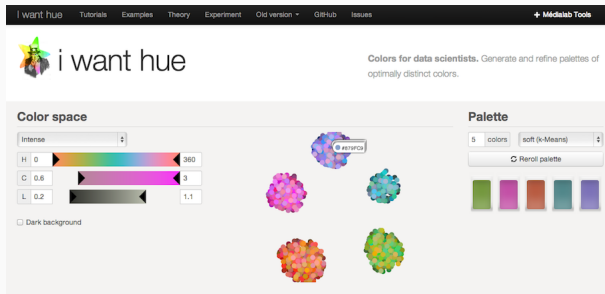 I want hue Tutorials Examples Theory Experiment Old version GitHub Issues + Médialab Tools
i want hue
Colors for data scientists. Generate and refine palettes of
optimally distinct colors.
Color space
Intense
H 0 360
C 0.6 3
L 0.2 1.1
Dark background
#879FC9
Palette
5 colors soft (k-Means)
Reroll palette